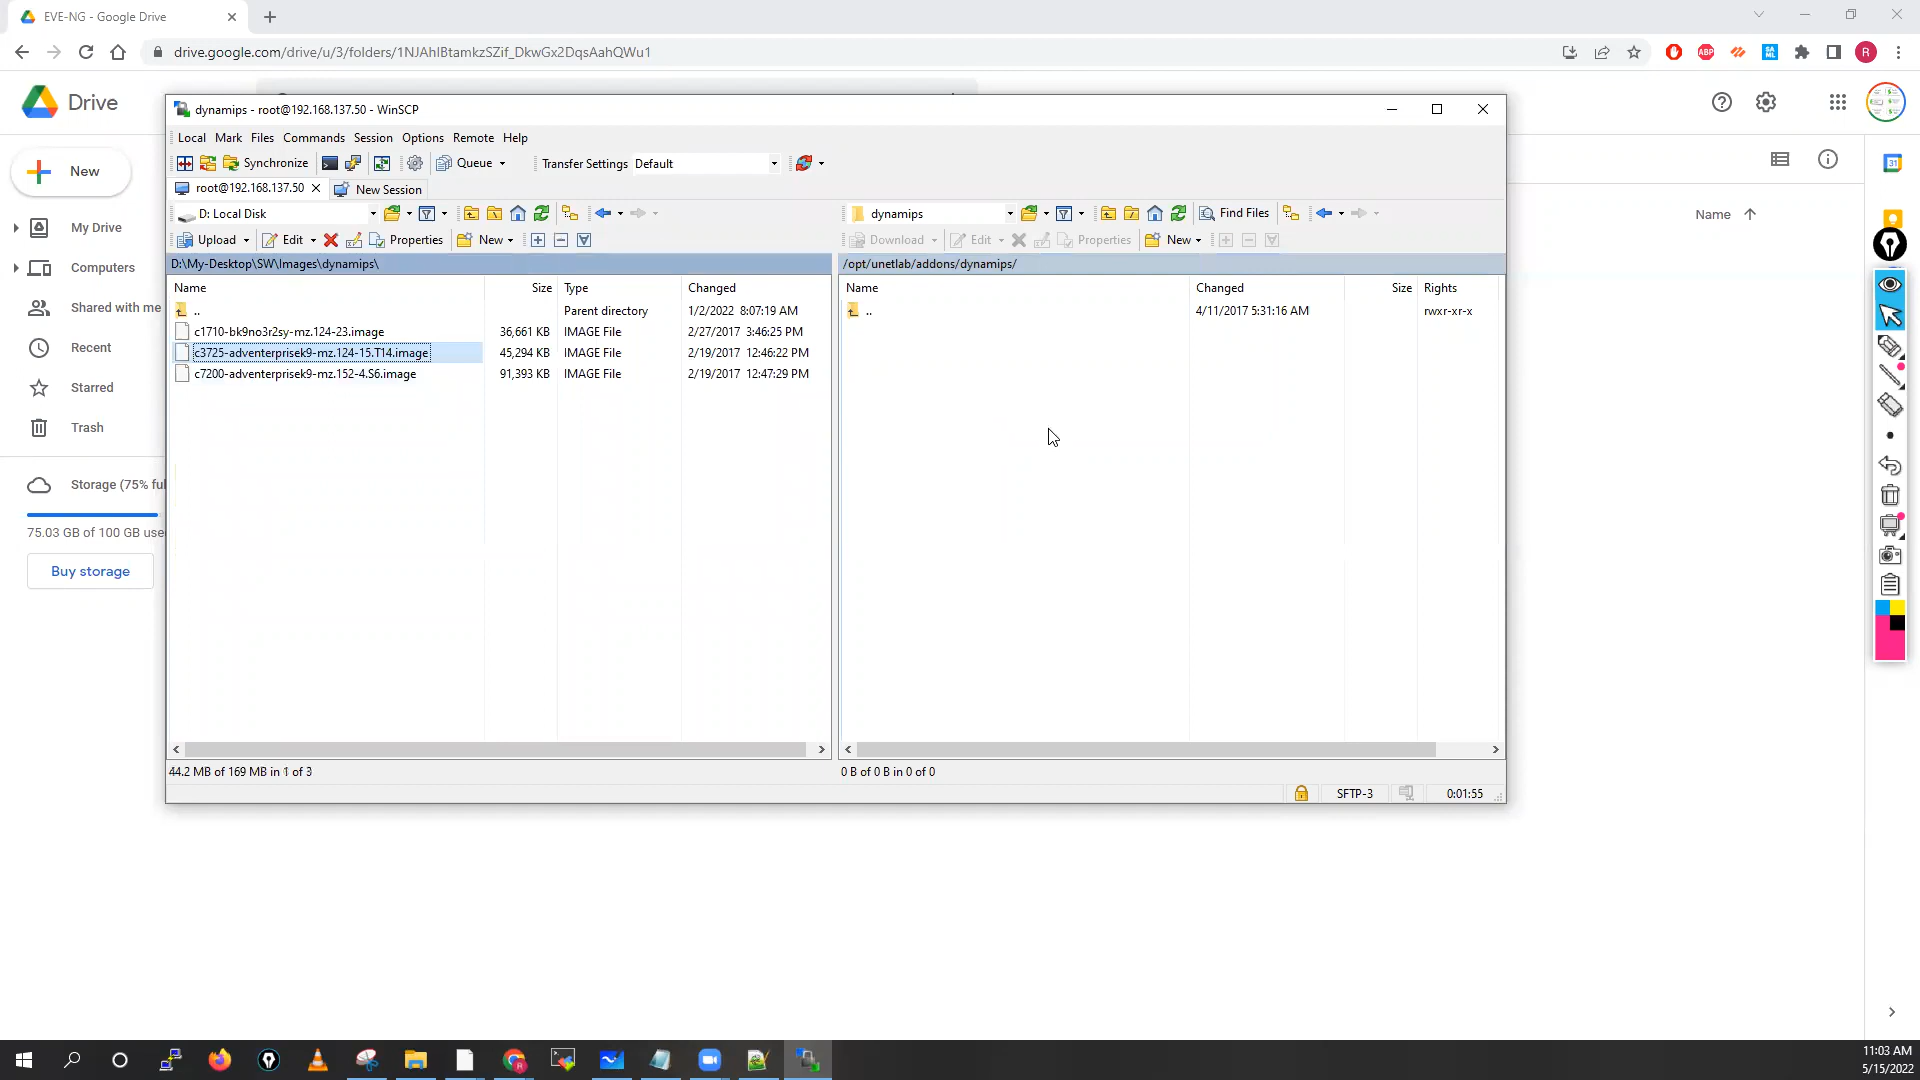 EVE-NG - Google Drive
drive.google.com/drive/u/3/folders/1NJAhIBtamkzSZif_DkwGx2DqsAahQWu1
ABP
R
Drive
New
My Drive
Computers
Shared with me
Recent
Starred
Trash
Storage (75% ful
75.03 GB of 100 GB use
Buy storage
Name
31
dynamips - root@192.168.137.50 - WinSCP
Local Mark Files Commands Session Options Remote Help
Synchronize Queue Transfer Settings Default
root@192.168.137.50 New Session
D: Local Disk
Upload Edit Properties New
D:\My-Desktop\SW\Images\dynamips\
Name Size Type Changed
.. Parent directory 1/2/2022 8:07:19 AM
c1710-bk9no3r2sy-mz.124-23.image 36,661 KB IMAGE File 2/27/2017 3:46:25 PM
c3725-adventerprisek9-mz.124-15.T14.image 45,294 KB IMAGE File 2/19/2017 12:46:22 PM
c7200-adventerprisek9-mz.152-4.S6.image 91,393 KB IMAGE File 2/19/2017 12:47:29 PM
44.2 MB of 169 MB in 1 of 3
dynamips Find Files
Download Edit Properties New
/opt/unetlab/addons/dynamips/
Name Changed Size Rights
.. 4/11/2017 5:31:16 AM rwxr-xr-x
0 B of 0 B in 0 of 0
SFTP-3 0:01:55
11:03 AM
5/15/2022